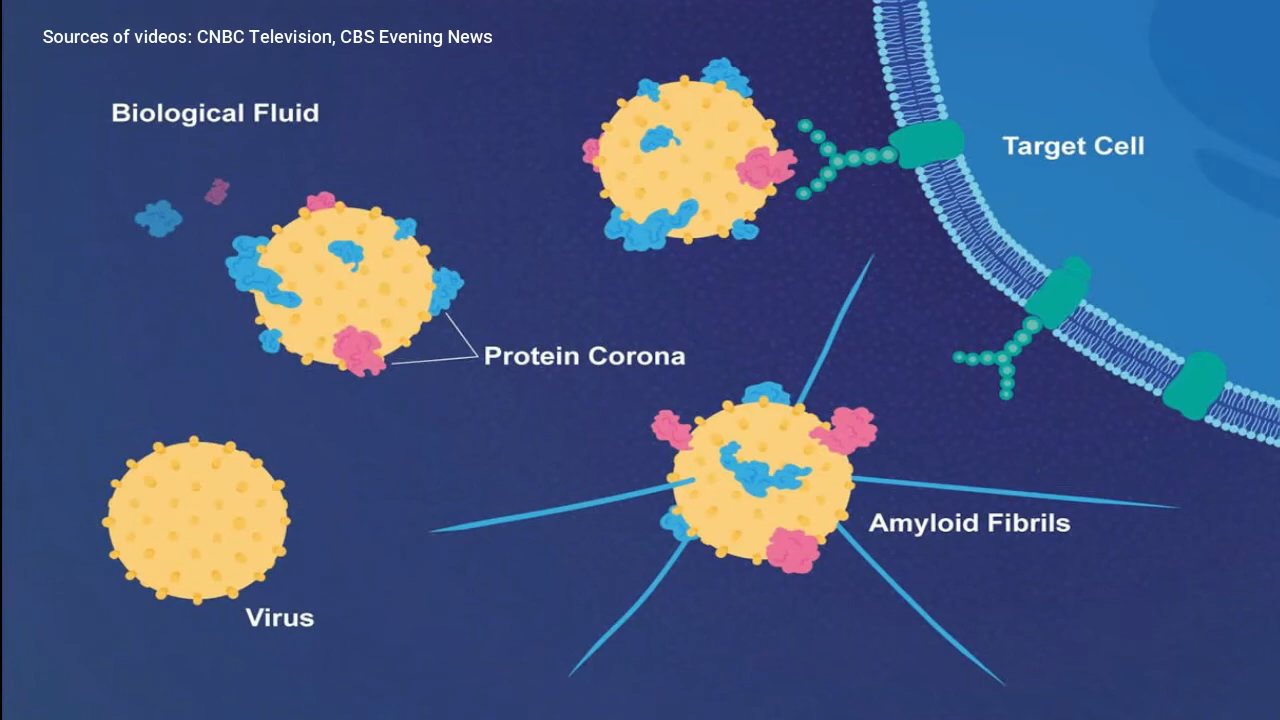 Sources of videos: CNBC Television, CBS Evening News
Biological Fluid
Target Cell
Protein Corona
Amyloid Fibrils
Virus